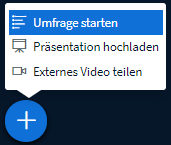 Umfrage starten
Präsentation hochladen
Externes Video teilen